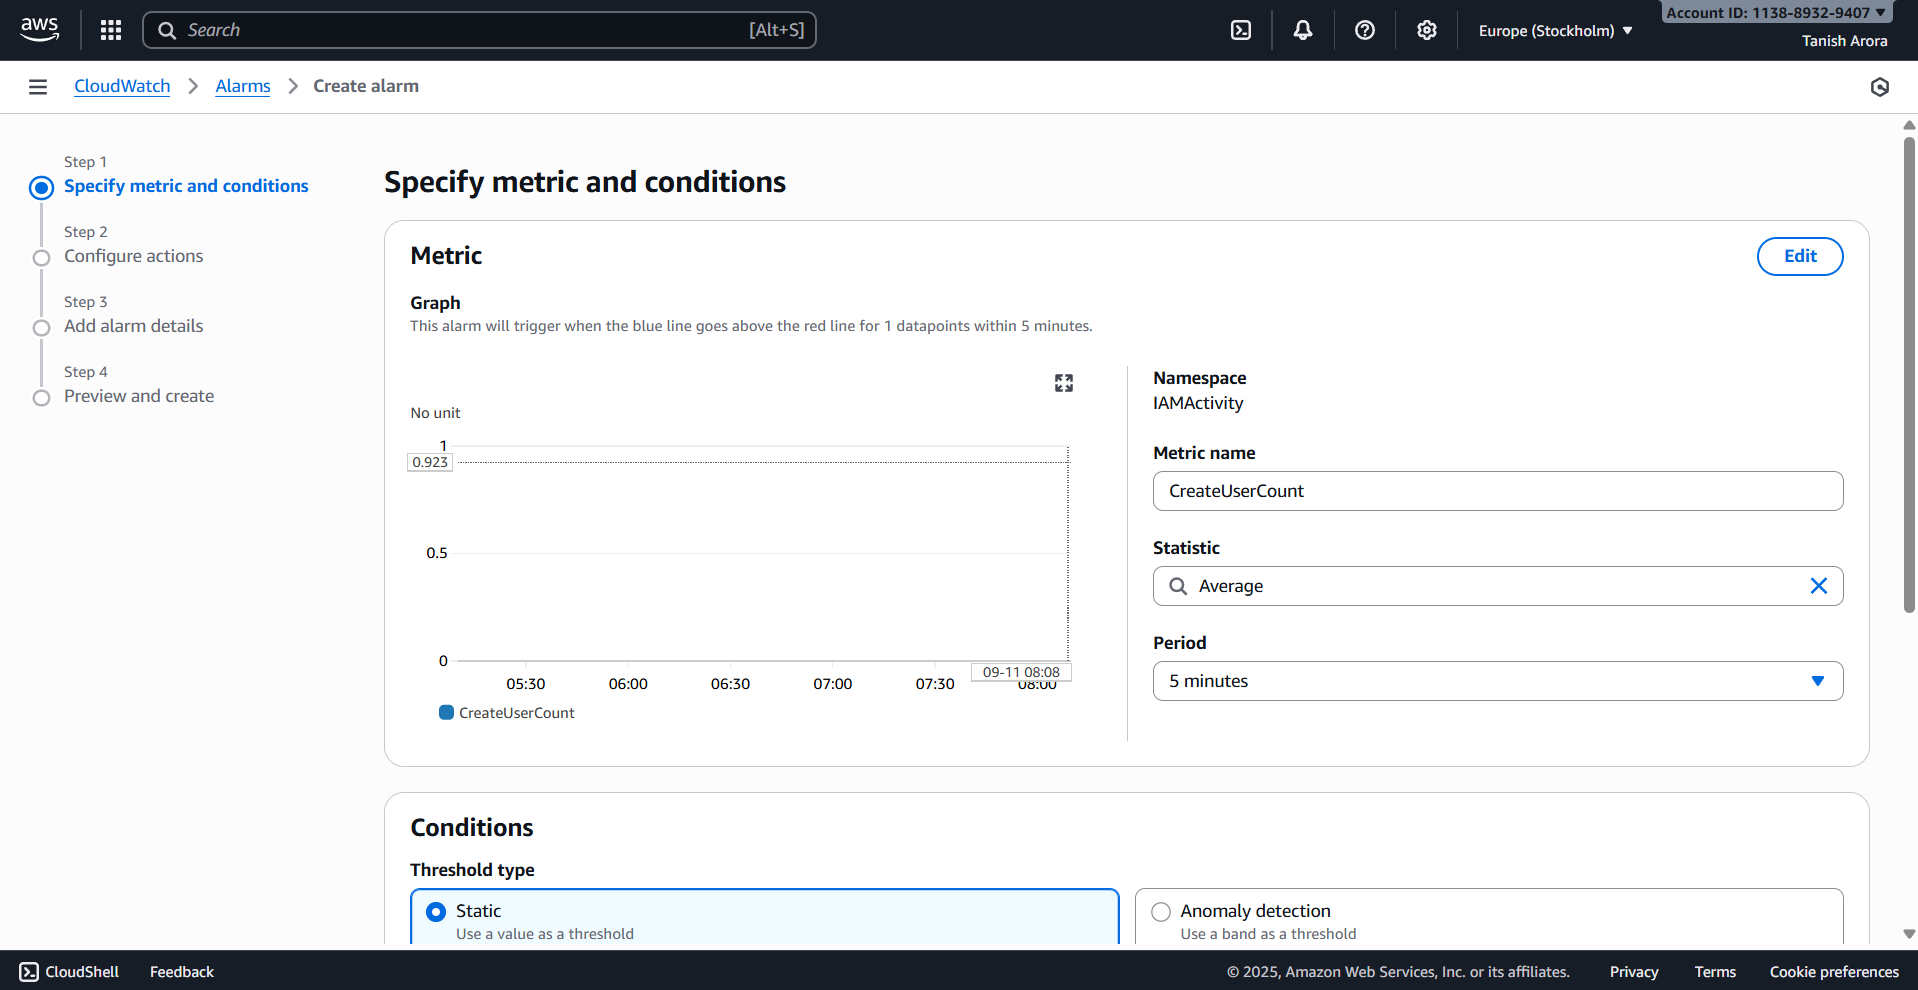 aws
Search
[Alt+S]
Europe (Stockholm)
Account ID: 1138-8932-9407
Tanish Arora
CloudWatch
Alarms
Create alarm
Step 1
Specify metric and conditions
Step 2
Configure actions
Step 3
Add alarm details
Step 4
Preview and create
Specify metric and conditions
Metric
Edit
Graph
This alarm will trigger when the blue line goes above the red line for 1 datapoints within 5 minutes.
No unit
1
0.923
0.5
0
05:30
06:00
06:30
07:00
07:30
08:00
09-11 08:08
CreateUserCount
Namespace
IAMActivity
Metric name
CreateUserCount
Statistic
Average
Period
5 minutes
Conditions
Threshold type
Static
Use a value as a threshold
Anomaly detection
Use a band as a threshold
CloudShell
Feedback
© 2025, Amazon Web Services, Inc. or its affiliates.
Privacy
Terms
Cookie preferences